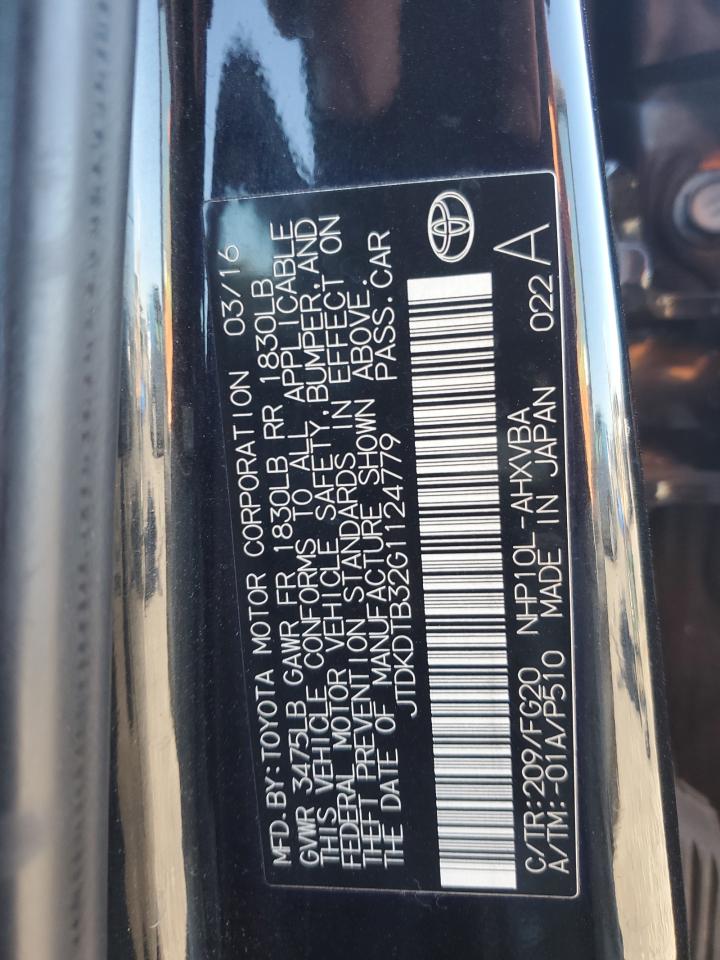 MFD. BY: TOYOTA MOTOR CORPORATION 03/16
GVWR 3475LB GAWR FR 1830LB RR 1830LB
THIS VEHICLE CONFORMS TO ALL APPLICABLE
FEDERAL MOTOR VEHICLE SAFETY, BUMPER, AND
THEFT PREVENTION STANDARDS IN EFFECT ON
THE DATE OF MANUFACTURE SHOWN ABOVE.
JTDKDTB32G1124779 PASS. CAR
C/TR:209/FG20 NHP10L-AHXVBA 022 A
A/TM:-01A/P510 MADE IN JAPAN